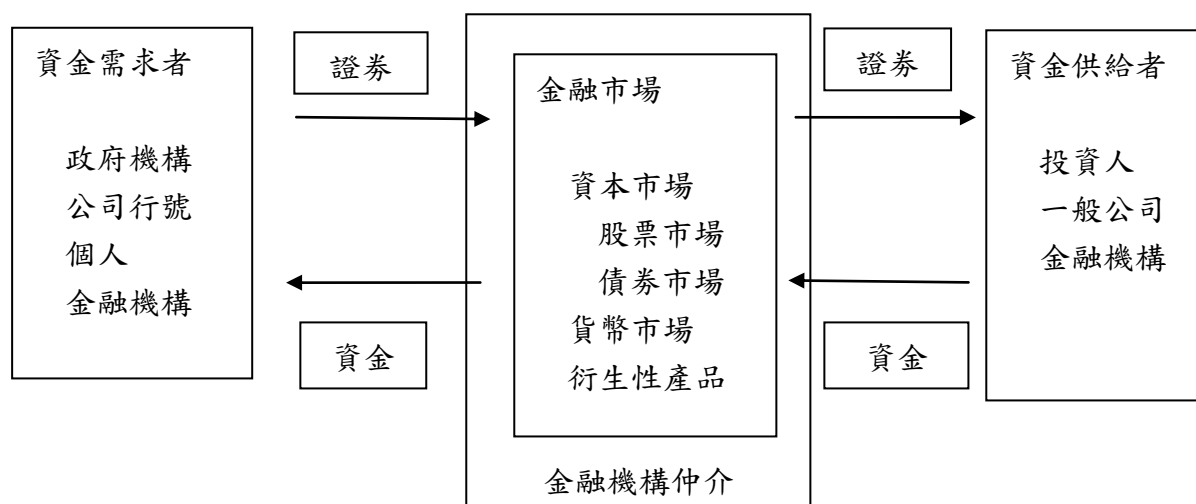 資金需求者
政府機構
公司行號
個人
金融機構
證券
資金
金融市場
資本市場
股票市場
債券市場
貨幣市場
衍生性產品
金融機構仲介
證券
資金
資金供給者
投資人
一般公司
金融機構